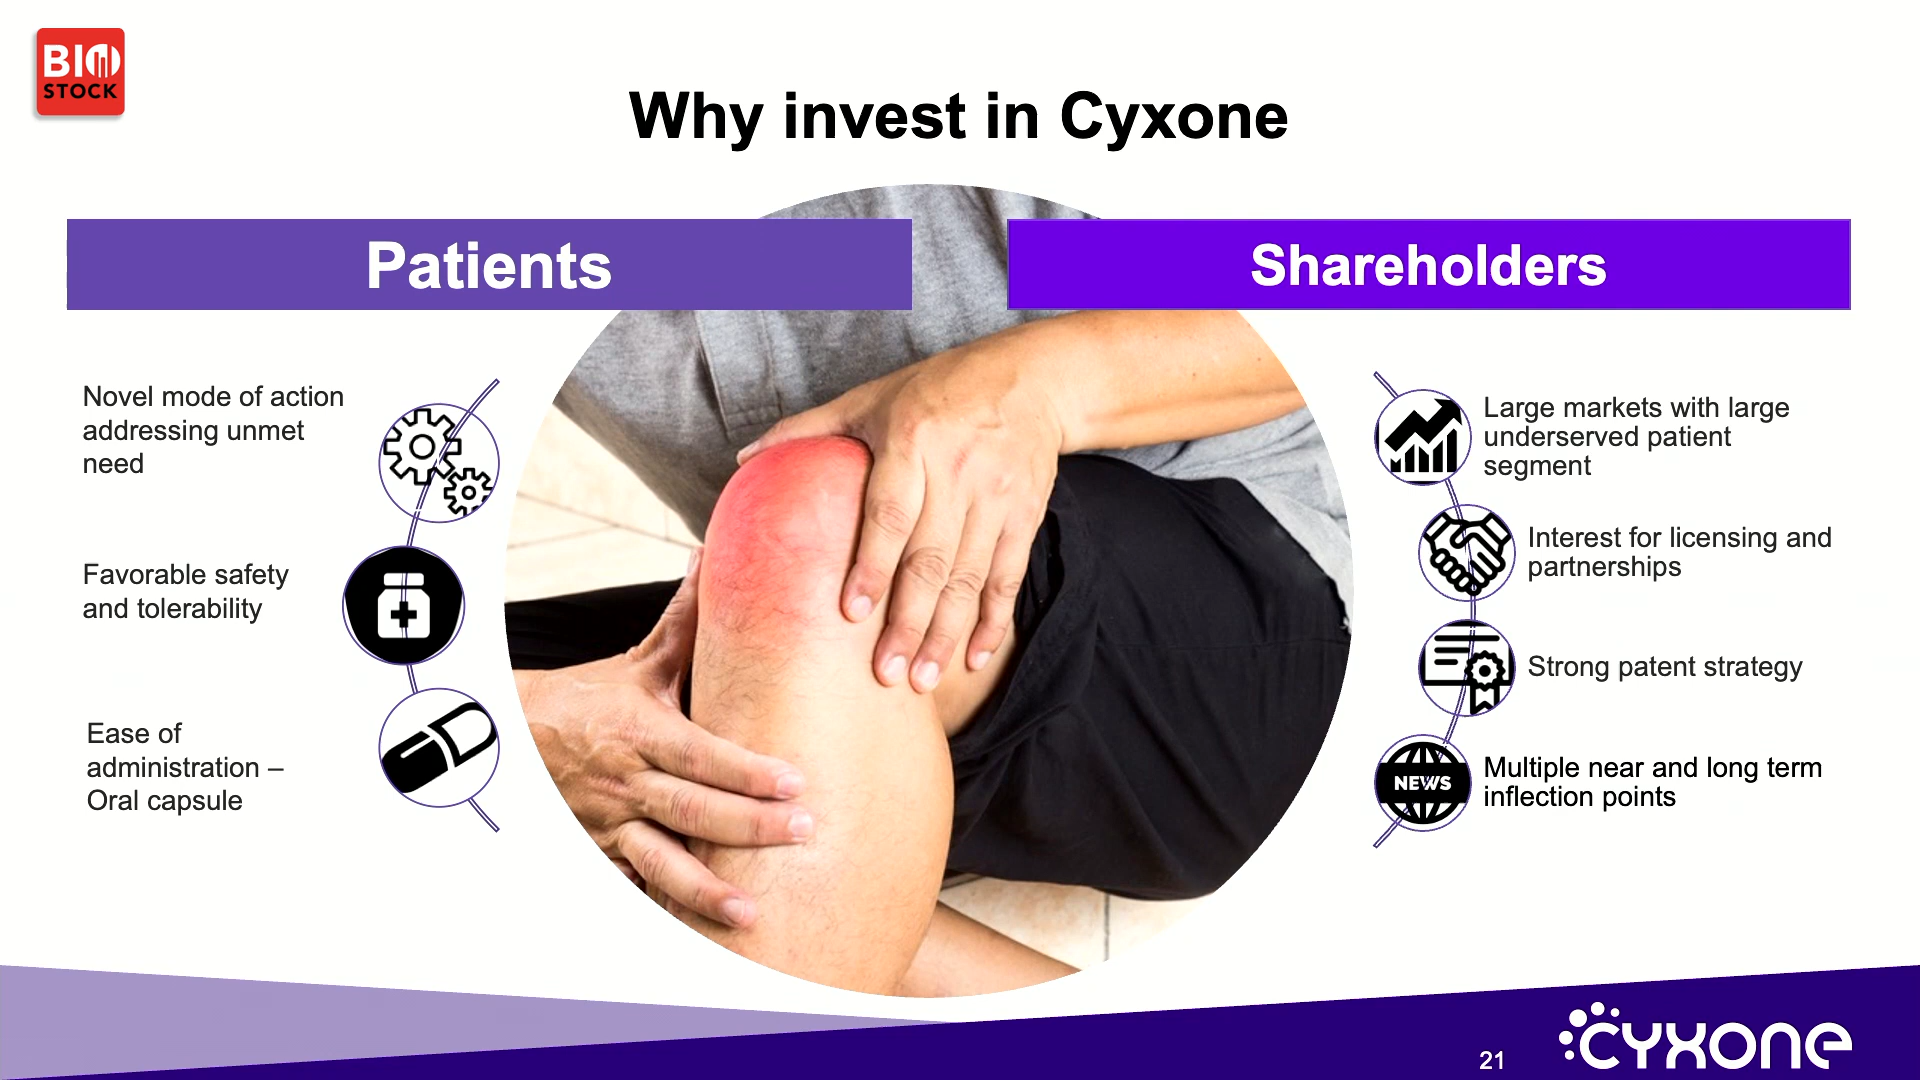 BIO
STOCK
Why invest in Cyxone
Patients
Shareholders
Novel mode of action
addressing unmet
need
Favorable safety
and tolerability
Ease of
administration –
Oral capsule
Large markets with large
underserved patient
segment
Interest for licensing and
partnerships
Strong patent strategy
NEWS
Multiple near and long term
inflection points
21
cyxone